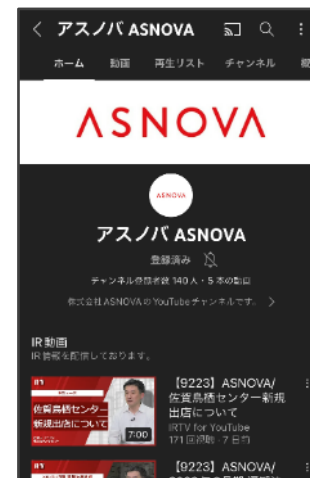 アスノバ ASNOVA
ホーム 動画 再生リスト チャンネル 概
ASNOVA
ASNOVA
アスノバ ASNOVA
登録済み
チャンネル登録者数 140 人・5 本の動画
株式会社ASNOVAのYouTubeチャンネルです。
IR動画
IR情報を配信しております。
#1
佐賀鳥栖センター
新規出店について
7:00
【9223】ASNOVA/
佐賀鳥栖センター新規
出店について
IRTV for YouTube
171 回視聴・7 日前
#1
【9223】ASNOVA/